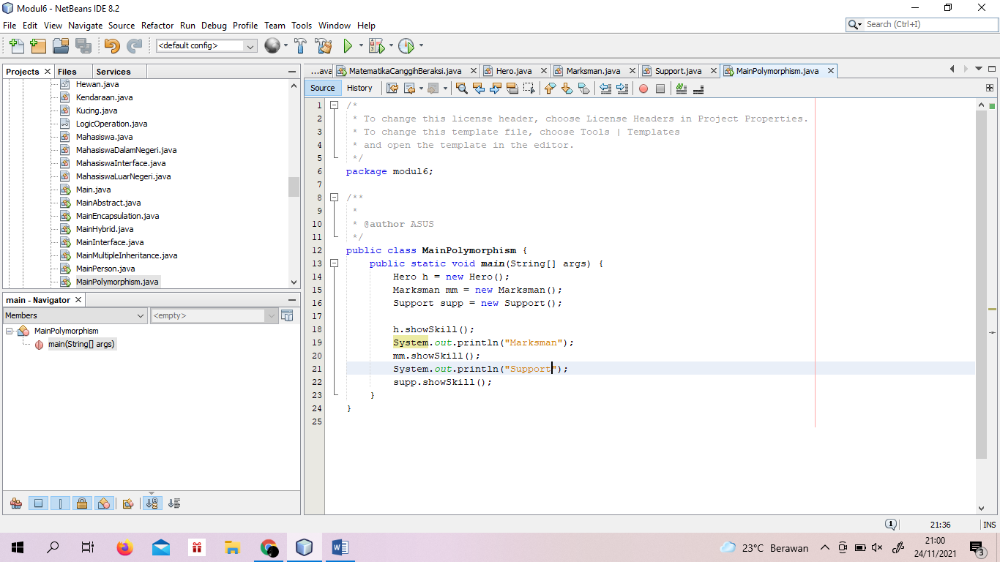 Modul6 - NetBeans IDE 8.2
File Edit View Navigate Source Refactor Run Debug Profile Team Tools Window Help
Search (Ctrl+I)
<default config>
Projects Files Services
Hewan.java
Kendaraan.java
Kucing.java
LogicOperation.java
Mahasiswa.java
MahasiswaDalamNegeri.java
MahasiswaInterface.java
MahasiswaLuarNegeri.java
Main.java
MainAbstract.java
MainEncapsulation.java
MainHybrid.java
MainInterface.java
MainMultipleInheritance.java
MainPerson.java
MainPolymorphism.java
main - Navigator
Members <empty>
MainPolymorphism
main(String[] args)
...ava MatematikaCanggihBeraksi.java Hero.java Marksman.java Support.java MainPolymorphism.java
Source History
1 /*
2 * To change this license header, choose License Headers in Project Properties.
3 * To change this template file, choose Tools | Templates
4 * and open the template in the editor.
5 */
6 package modul6;
7
8 /**
9 *
10 * @author ASUS
11 */
12 public class MainPolymorphism {
13 public static void main(String[] args) {
14 Hero h = new Hero();
15 Marksman mm = new Marksman();
16 Support supp = new Support();
17
18 h.showSkill();
19 System.out.println("Marksman");
20 mm.showSkill();
21 System.out.println("Support");
22 supp.showSkill();
23 }
24 }
25
1 21:36 INS
23°C Berawan
21:00
24/11/2021
3